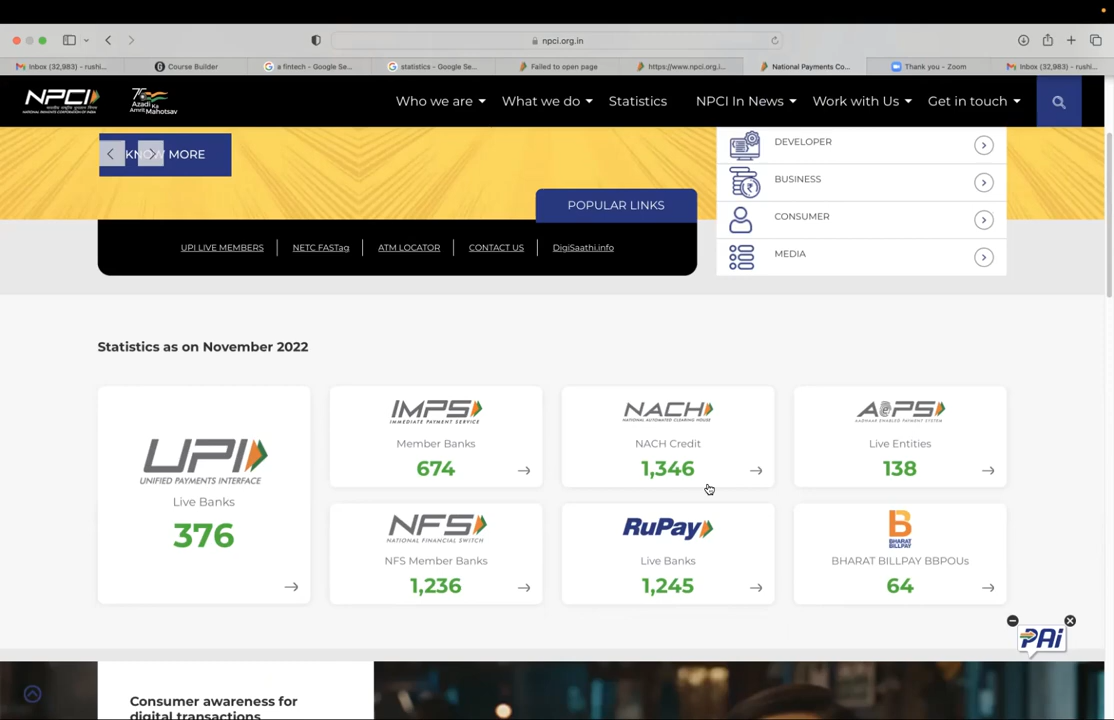 npci.org.in
Inbox (32,983) – rushi...
Course Builder
a fintech - Google Se...
statistics - Google Se...
Failed to open page
https://www.npci.org.i...
National Payments Co...
Thank you - Zoom
Inbox (32,983) – rushi...
NPCI
NATIONAL PAYMENTS CORPORATION OF INDIA
Azadi Ka
Amrit Mahotsav
Who we are
What we do
Statistics
NPCI In News
Work with Us
Get in touch
KNOW MORE
DEVELOPER
BUSINESS
CONSUMER
MEDIA
POPULAR LINKS
UPI LIVE MEMBERS
NETC FASTag
ATM LOCATOR
CONTACT US
DigiSaathi.info
Statistics as on November 2022
UPI
UNIFIED PAYMENTS INTERFACE
Live Banks
376
IMPS
IMMEDIATE PAYMENT SERVICE
Member Banks
674
NACH
NATIONAL AUTOMATED CLEARING HOUSE
NACH Credit
1,346
AePS
AADHAAR ENABLED PAYMENT SYSTEM
Live Entities
138
NFS
NATIONAL FINANCIAL SWITCH
NFS Member Banks
1,236
RuPay
Live Banks
1,245
B
BHARAT
BILLPAY
BHARAT BILLPAY BBPOUs
64
PAi
Consumer awareness for
digital transactions